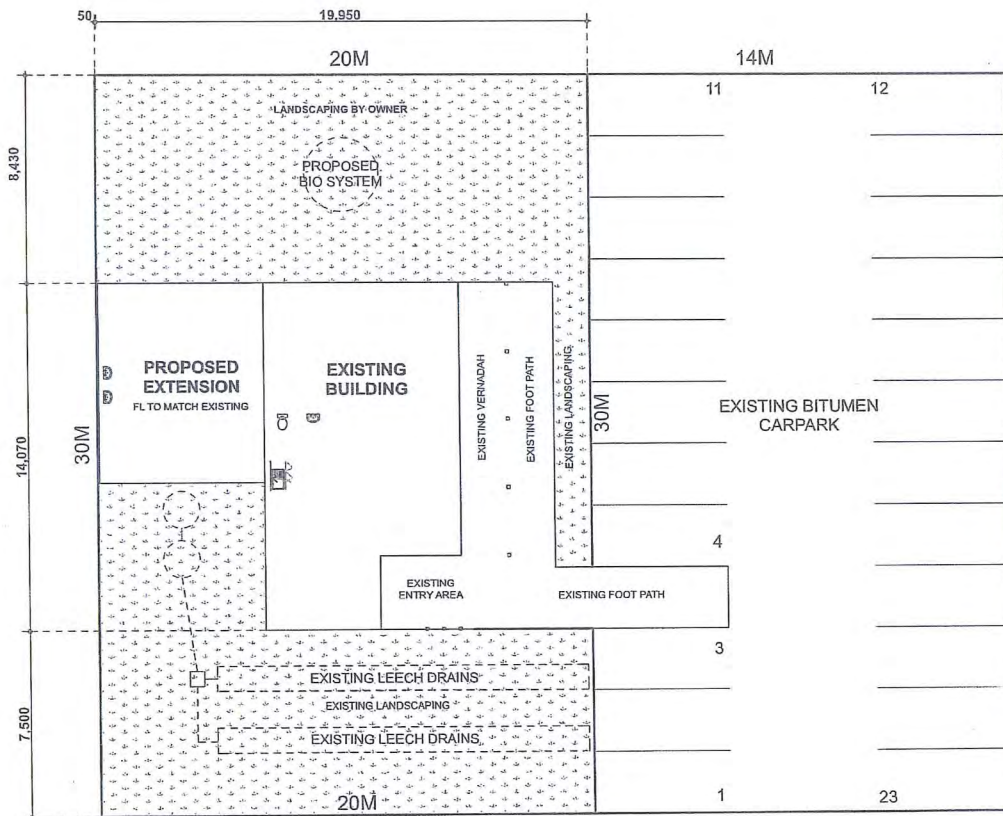 50
19,950
20M
14M
11
12
LANDSCAPING BY OWNER
PROPOSED
BIO SYSTEM
8,430
PROPOSED
EXTENSION
FL TO MATCH EXISTING
EXISTING
BUILDING
EXISTING VERNADAH
EXISTING FOOT PATH
EXISTING LANDSCAPING
30M
EXISTING BITUMEN
CARPARK
14,070
30M
4
EXISTING
ENTRY AREA
EXISTING FOOT PATH
3
EXISTING LEECH DRAINS
EXISTING LANDSCAPING
EXISTING LEECH DRAINS
7,500
20M
1
23